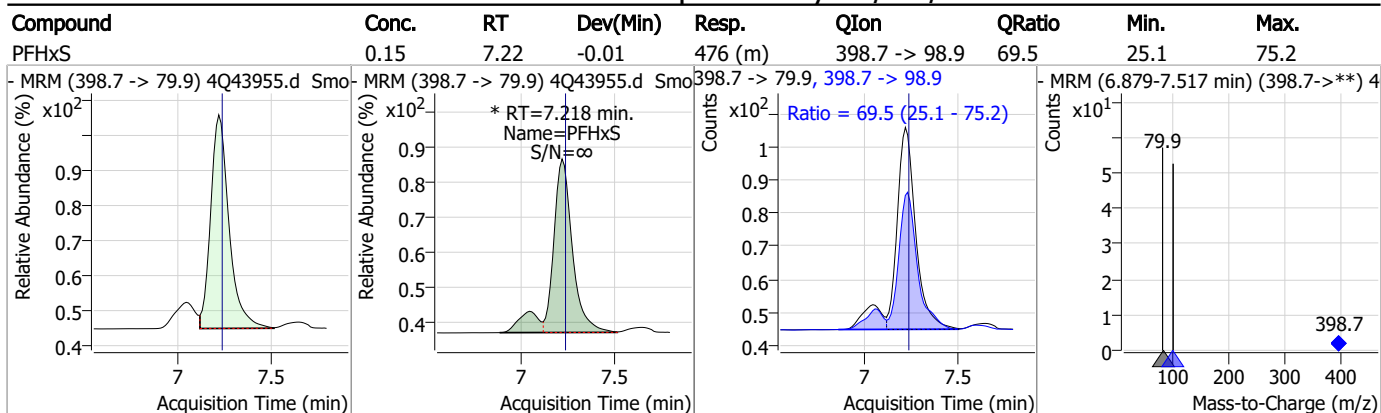 Compound Conc. RT Dev(Min) Resp. QIon QRatio Min. Max.
PFHxS 0.15 7.22 -0.01 476 (m) 398.7 -> 98.9 69.5 25.1 75.2
- MRM (398.7 -> 79.9) 4Q43955.d Smo
Relative Abundance (%)
x10²
0.9
0.8
0.7
0.6
0.5
0.4
7 7.5
Acquisition Time (min)
- MRM (398.7 -> 79.9) 4Q43955.d Smo
Relative Abundance (%)
x10²
* RT=7.218 min.
Name=PFHxS
S/N=∞
0.9
0.8
0.7
0.6
0.5
0.4
7 7.5
Acquisition Time (min)
398.7 -> 79.9, 398.7 -> 98.9
Counts
x10²
Ratio = 69.5 (25.1 - 75.2)
1
0.9
0.8
0.7
0.6
0.5
0.4
7 7.5
Acquisition Time (min)
- MRM (6.879-7.517 min) (398.7->**) 4
Counts
x10¹
79.9
5
4
3
2
1
0
398.7
100 200 300 400
Mass-to-Charge (m/z)